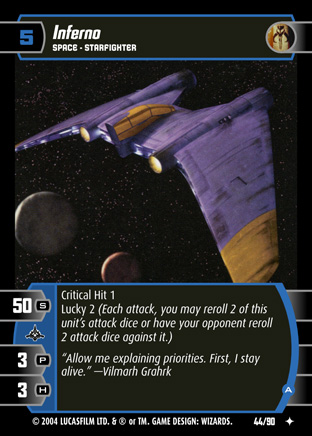 5
Inferno
SPACE - STARFIGHTER
50 S
3 P
3 H
Critical Hit 1
Lucky 2 (Each attack, you may reroll 2 of this
unit's attack dice or have your opponent reroll
2 attack dice against it.)
"Allow me explaining priorities. First, I stay
alive." —Vilmarh Grahrk
A
© 2004 LUCASFILM LTD. & ® or TM. GAME DESIGN: WIZARDS. 44/90